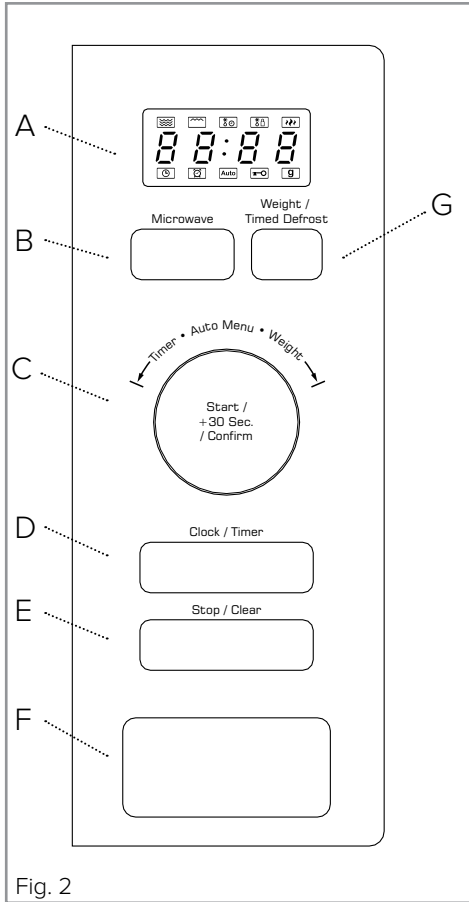 A
88:88
Auto
g
Weight /
Timed Defrost
G
Microwave
B
Timer • Auto Menu • Weight
C
Start /
+30 Sec.
/ Confirm
D
Clock / Timer
Stop / Clear
E
F
Fig. 2